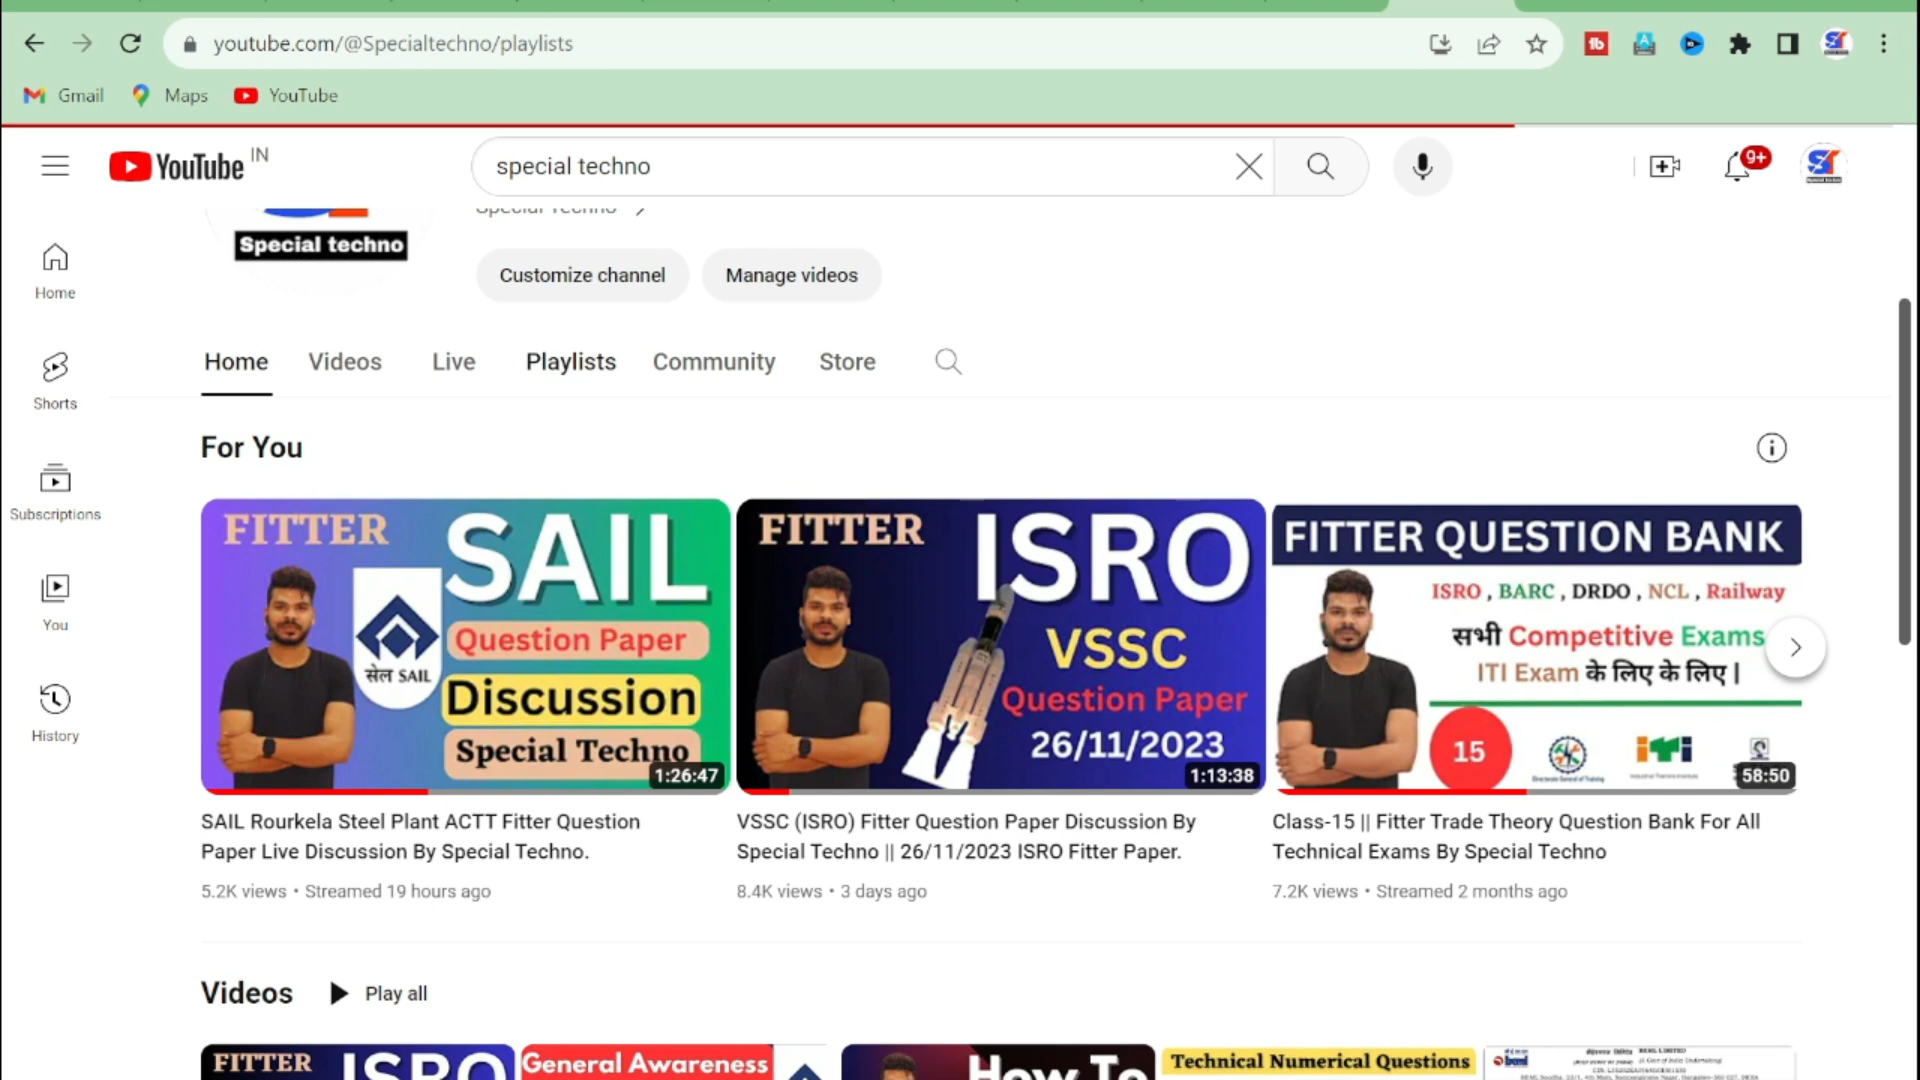 youtube.com/@Specialtechno/playlists
Gmail
Maps
YouTube
YouTube IN
special techno
9+
Special Techno
Special techno
Customize channel
Manage videos
Home
Shorts
Subscriptions
You
History
Home Videos Live Playlists Community Store
For You
FITTER SAIL
सेल SAIL
Question Paper
Discussion
Special Techno
1:26:47
FITTER ISRO
VSSC
Question Paper
26/11/2023
1:13:38
FITTER QUESTION BANK
ISRO , BARC , DRDO , NCL , Railway
सभी Competitive Exams
ITI Exam के लिए के लिए |
15
58:50
SAIL Rourkela Steel Plant ACTT Fitter Question
Paper Live Discussion By Special Techno.
5.2K views • Streamed 19 hours ago
VSSC (ISRO) Fitter Question Paper Discussion By
Special Techno || 26/11/2023 ISRO Fitter Paper.
8.4K views • 3 days ago
Class-15 || Fitter Trade Theory Question Bank For All
Technical Exams By Special Techno
7.2K views • Streamed 2 months ago
Videos
Play all
FITTER ISRO
General Awareness
How To
Technical Numerical Questions